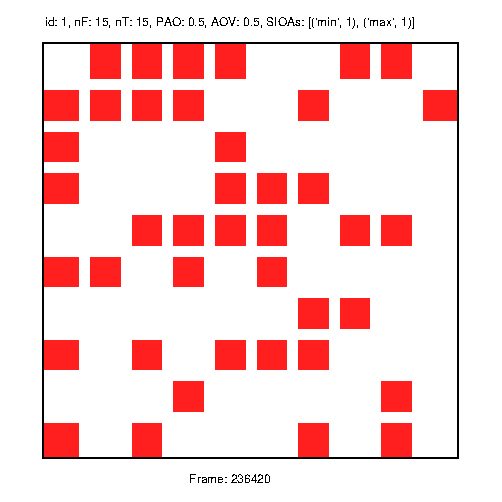 id: 1, nF: 15, nT: 15, PAO: 0.5, AOV: 0.5, SIOAs: [('min', 1), ('max', 1)]
Frame: 236420